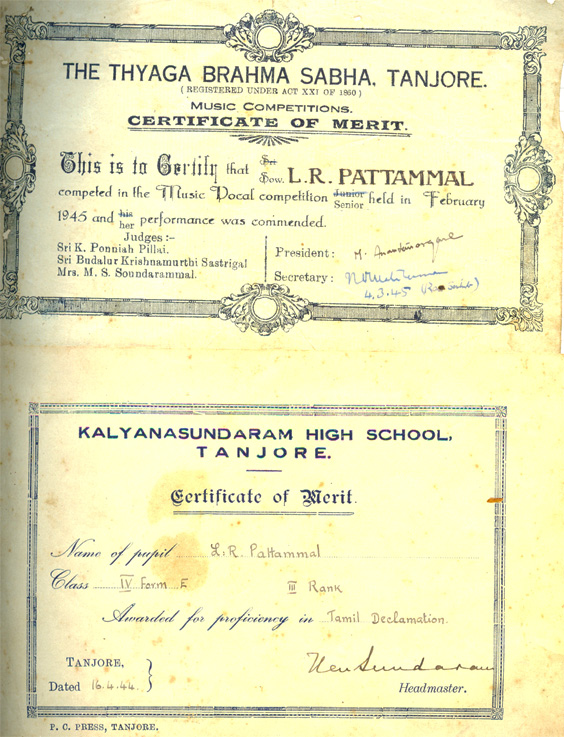 THE THYAGA BRAHMA SABHA, TANJORE.
( REGISTERED UNDER ACT XXI OF 1860 )
MUSIC COMPETITIONS.
CERTIFICATE OF MERIT.
This is to Certify that Sri Sow. L.R. PATTAMMAL
competed in the Music Vocal competition Junior Senior held in February
1945 and his her performance was commended.
Judges :-
Sri K. Ponniah Pillai.
Sri Budalur Krishnamurthi Sastrigal
Mrs. M. S. Soundarammal.
President :
Secretary :
4.3.45
KALYANASUNDARAM HIGH SCHOOL,
TANJORE.
Certificate of Merit.
Name of pupil L.R. Pattammal
Class IV Form E III Rank
Awarded for proficiency in Tamil Declamation.
TANJORE,
Dated 16.4.44.
Headmaster.
P. C. PRESS, TANJORE.